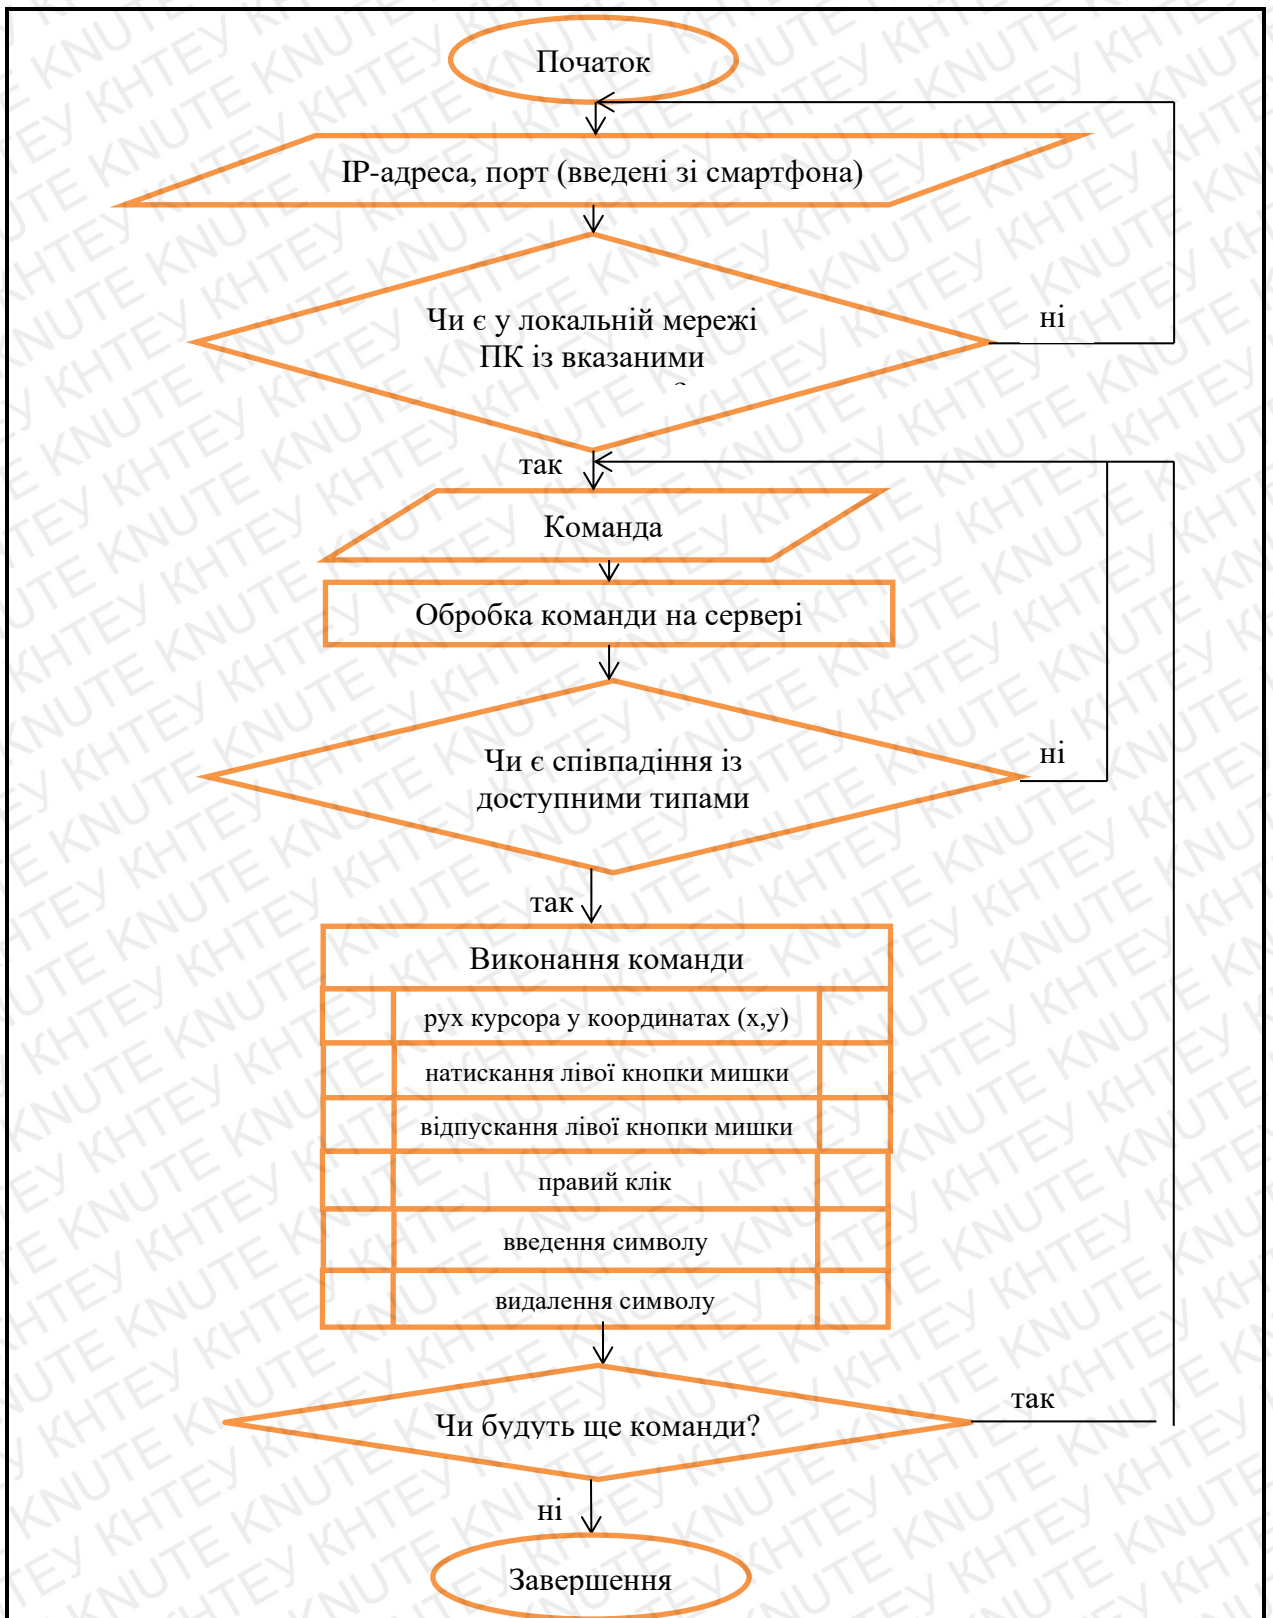 Початок
IP-адреса, порт (введені зі смартфона)
Чи є у локальній мережі
ПК із вказаними
?
ні
так
Команда
Обробка команди на сервері
Чи є співпадіння із
доступними типами
ні
так
Виконання команди
рух курсора у координатах (x,y)
натискання лівої кнопки мишки
відпускання лівої кнопки мишки
правий клік
введення символу
видалення символу
Чи будуть ще команди?
так
ні
Завершення